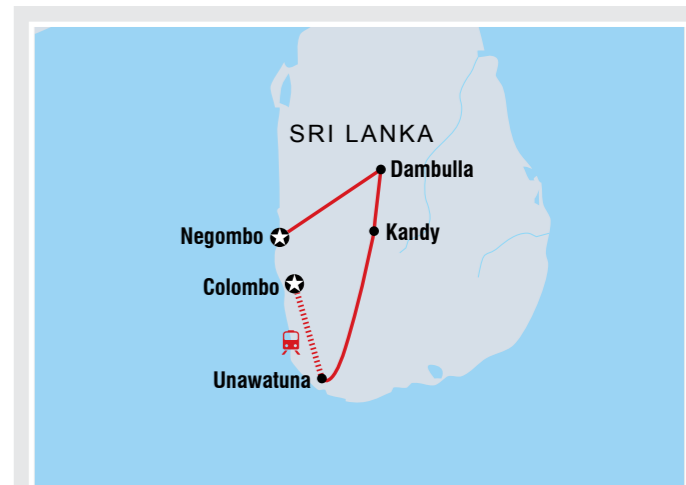 SRI LANKA
Dambulla
Negombo
Kandy
Colombo
Unawatuna